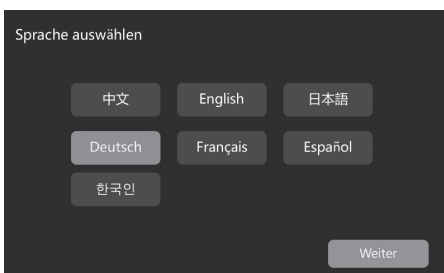 Sprache auswählen
中文 English 日本語
Deutsch Français Español
한국인
Weiter